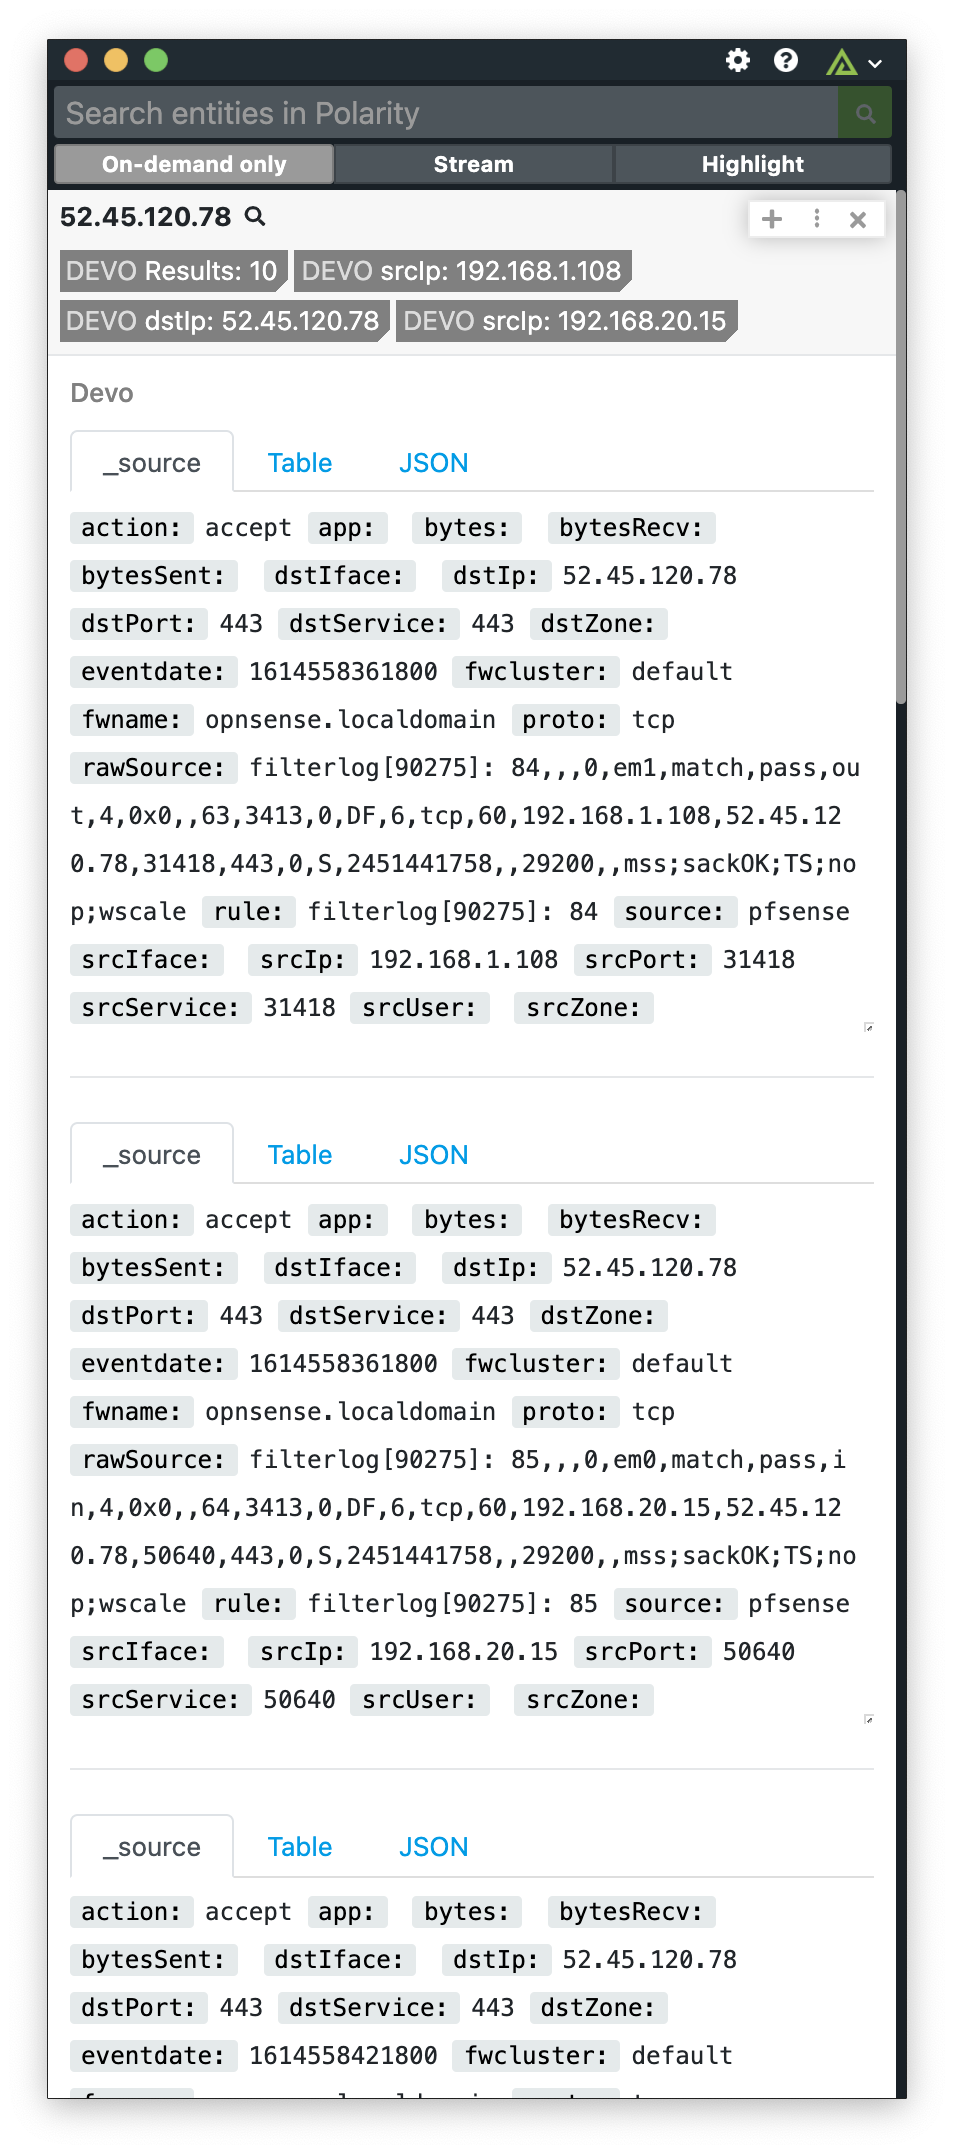 Search entities in Polarity
On-demand only Stream Highlight
52.45.120.78
DEVO Results: 10 DEVO srcIp: 192.168.1.108
DEVO dstIp: 52.45.120.78 DEVO srcIp: 192.168.20.15
Devo
_source Table JSON
action: accept app: bytes: bytesRecv:
bytesSent: dstIface: dstIp: 52.45.120.78
dstPort: 443 dstService: 443 dstZone:
eventdate: 1614558361800 fwcluster: default
fwname: opnsense.localdomain proto: tcp
rawSource: filterlog[90275]: 84,,,0,em1,match,pass,ou
t,4,0x0,,63,3413,0,DF,6,tcp,60,192.168.1.108,52.45.12
0.78,31418,443,0,S,2451441758,,29200,,mss;sackOK;TS;no
p;wscale rule: filterlog[90275]: 84 source: pfsense
srcIface: srcIp: 192.168.1.108 srcPort: 31418
srcService: 31418 srcUser: srcZone:
_source Table JSON
action: accept app: bytes: bytesRecv:
bytesSent: dstIface: dstIp: 52.45.120.78
dstPort: 443 dstService: 443 dstZone:
eventdate: 1614558361800 fwcluster: default
fwname: opnsense.localdomain proto: tcp
rawSource: filterlog[90275]: 85,,,0,em0,match,pass,i
n,4,0x0,,64,3413,0,DF,6,tcp,60,192.168.20.15,52.45.12
0.78,50640,443,0,S,2451441758,,29200,,mss;sackOK;TS;no
p;wscale rule: filterlog[90275]: 85 source: pfsense
srcIface: srcIp: 192.168.20.15 srcPort: 50640
srcService: 50640 srcUser: srcZone:
_source Table JSON
action: accept app: bytes: bytesRecv:
bytesSent: dstIface: dstIp: 52.45.120.78
dstPort: 443 dstService: 443 dstZone:
eventdate: 1614558421800 fwcluster: default